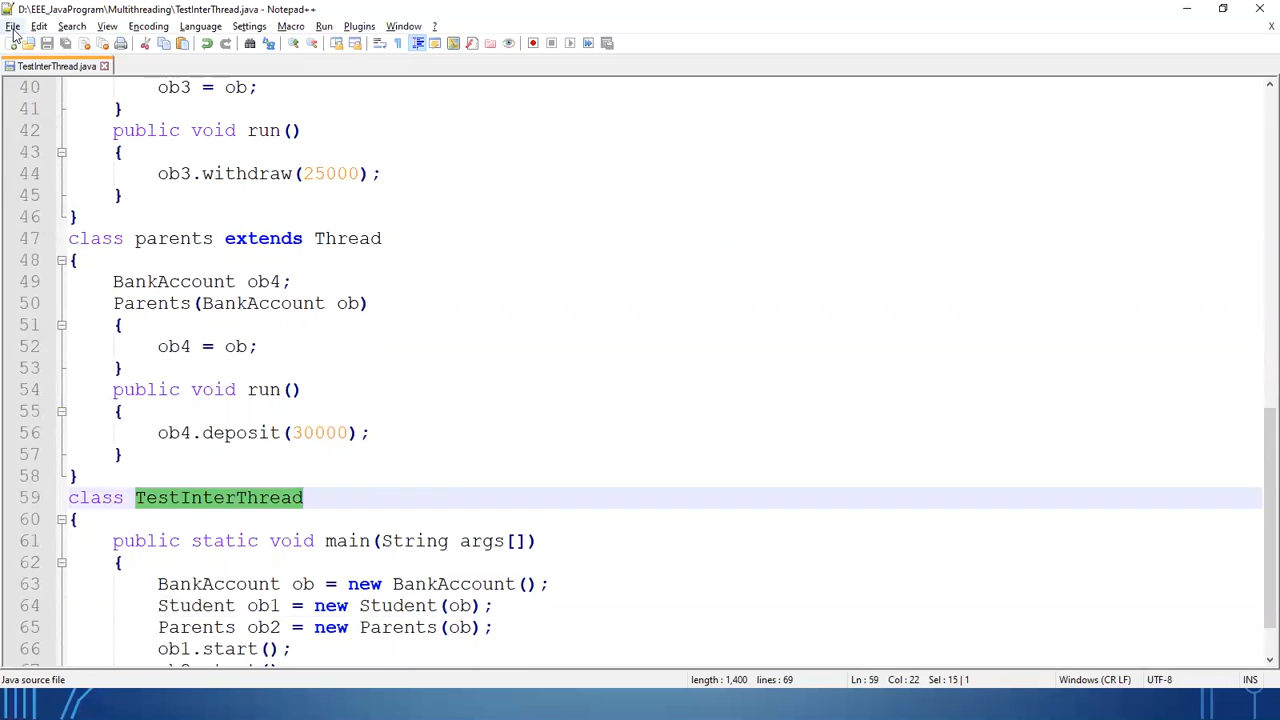 D:\EEE_JavaProgram\Multithreading\TestInterThread.java - Notepad++
File Edit Search View Encoding Language Settings Macro Run Plugins Window ?
X
TestInterThread.java
40 ob3 = ob;
41 }
42 public void run()
43 {
44 ob3.withdraw(25000);
45 }
46 }
47 class parents extends Thread
48 {
49 BankAccount ob4;
50 Parents(BankAccount ob)
51 {
52 ob4 = ob;
53 }
54 public void run()
55 {
56 ob4.deposit(30000);
57 }
58 }
59 class TestInterThread
60 {
61 public static void main(String args[])
62 {
63 BankAccount ob = new BankAccount();
64 Student ob1 = new Student(ob);
65 Parents ob2 = new Parents(ob);
66 ob1.start();
Java source file length : 1,400 lines : 69 Ln : 59 Col : 22 Sel : 15 | 1 Windows (CR LF) UTF-8 INS